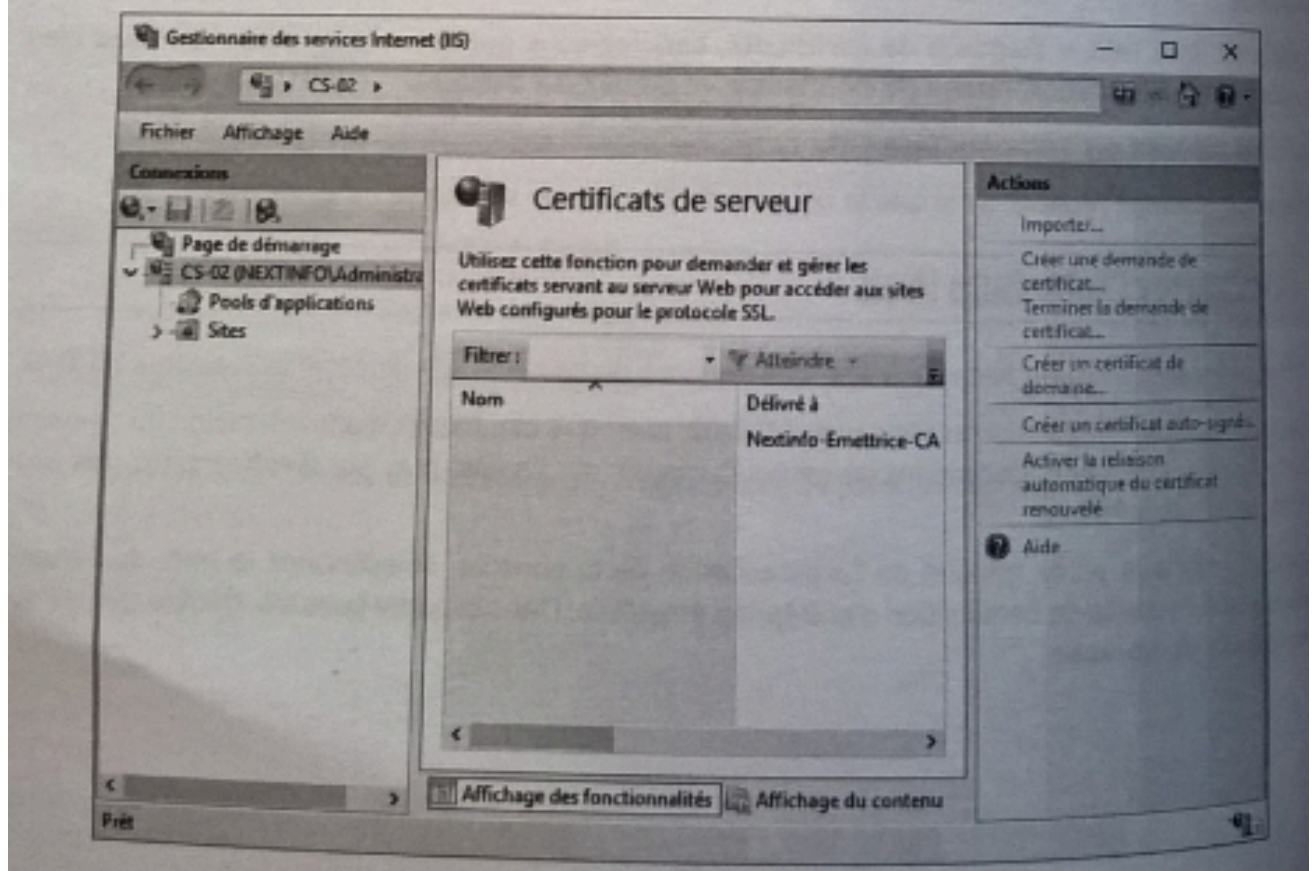 Gestionnaire des services Internet (IIS)
CS-02
Fichier Affichage Aide
Connexions
Page de démarrage
CS-02 (NEXTINFO\Administra
Pools d'applications
Sites
Certificats de serveur
Utilisez cette fonction pour demander et gérer les
certificats servant au serveur Web pour accéder aux sites
Web configurés pour le protocole SSL.
Filtrer : Atteindre
Nom Délivré à
Nextinfo-Emettrice-CA
Affichage des fonctionnalités Affichage du contenu
Actions
Importer...
Créer une demande de
certificat...
Terminer la demande de
certificat...
Créer un certificat de
domaine...
Créer un certificat auto-signé...
Activer la reliaison
automatique du certificat
renouvelé
Aide
Prêt